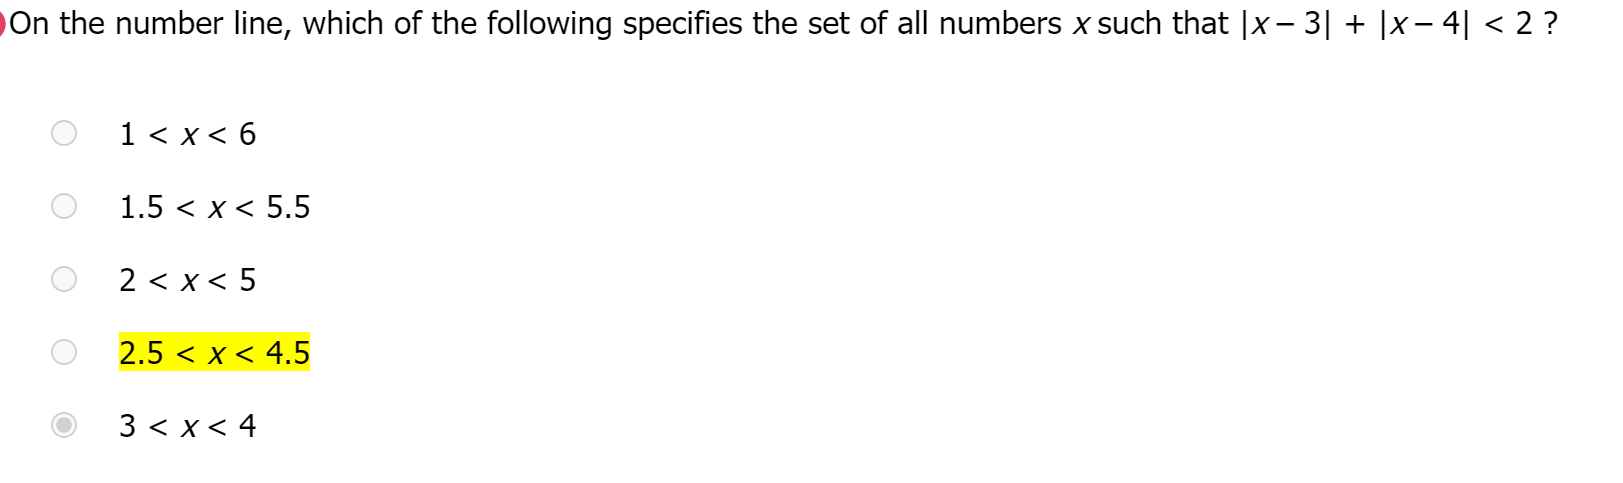 On the number line, which of the following specifies the set of all numbers x such that |x – 3| + |x – 4| < 2 ?
1 < x < 6
1.5 < x < 5.5
2 < x < 5
2.5 < x < 4.5
3 < x < 4